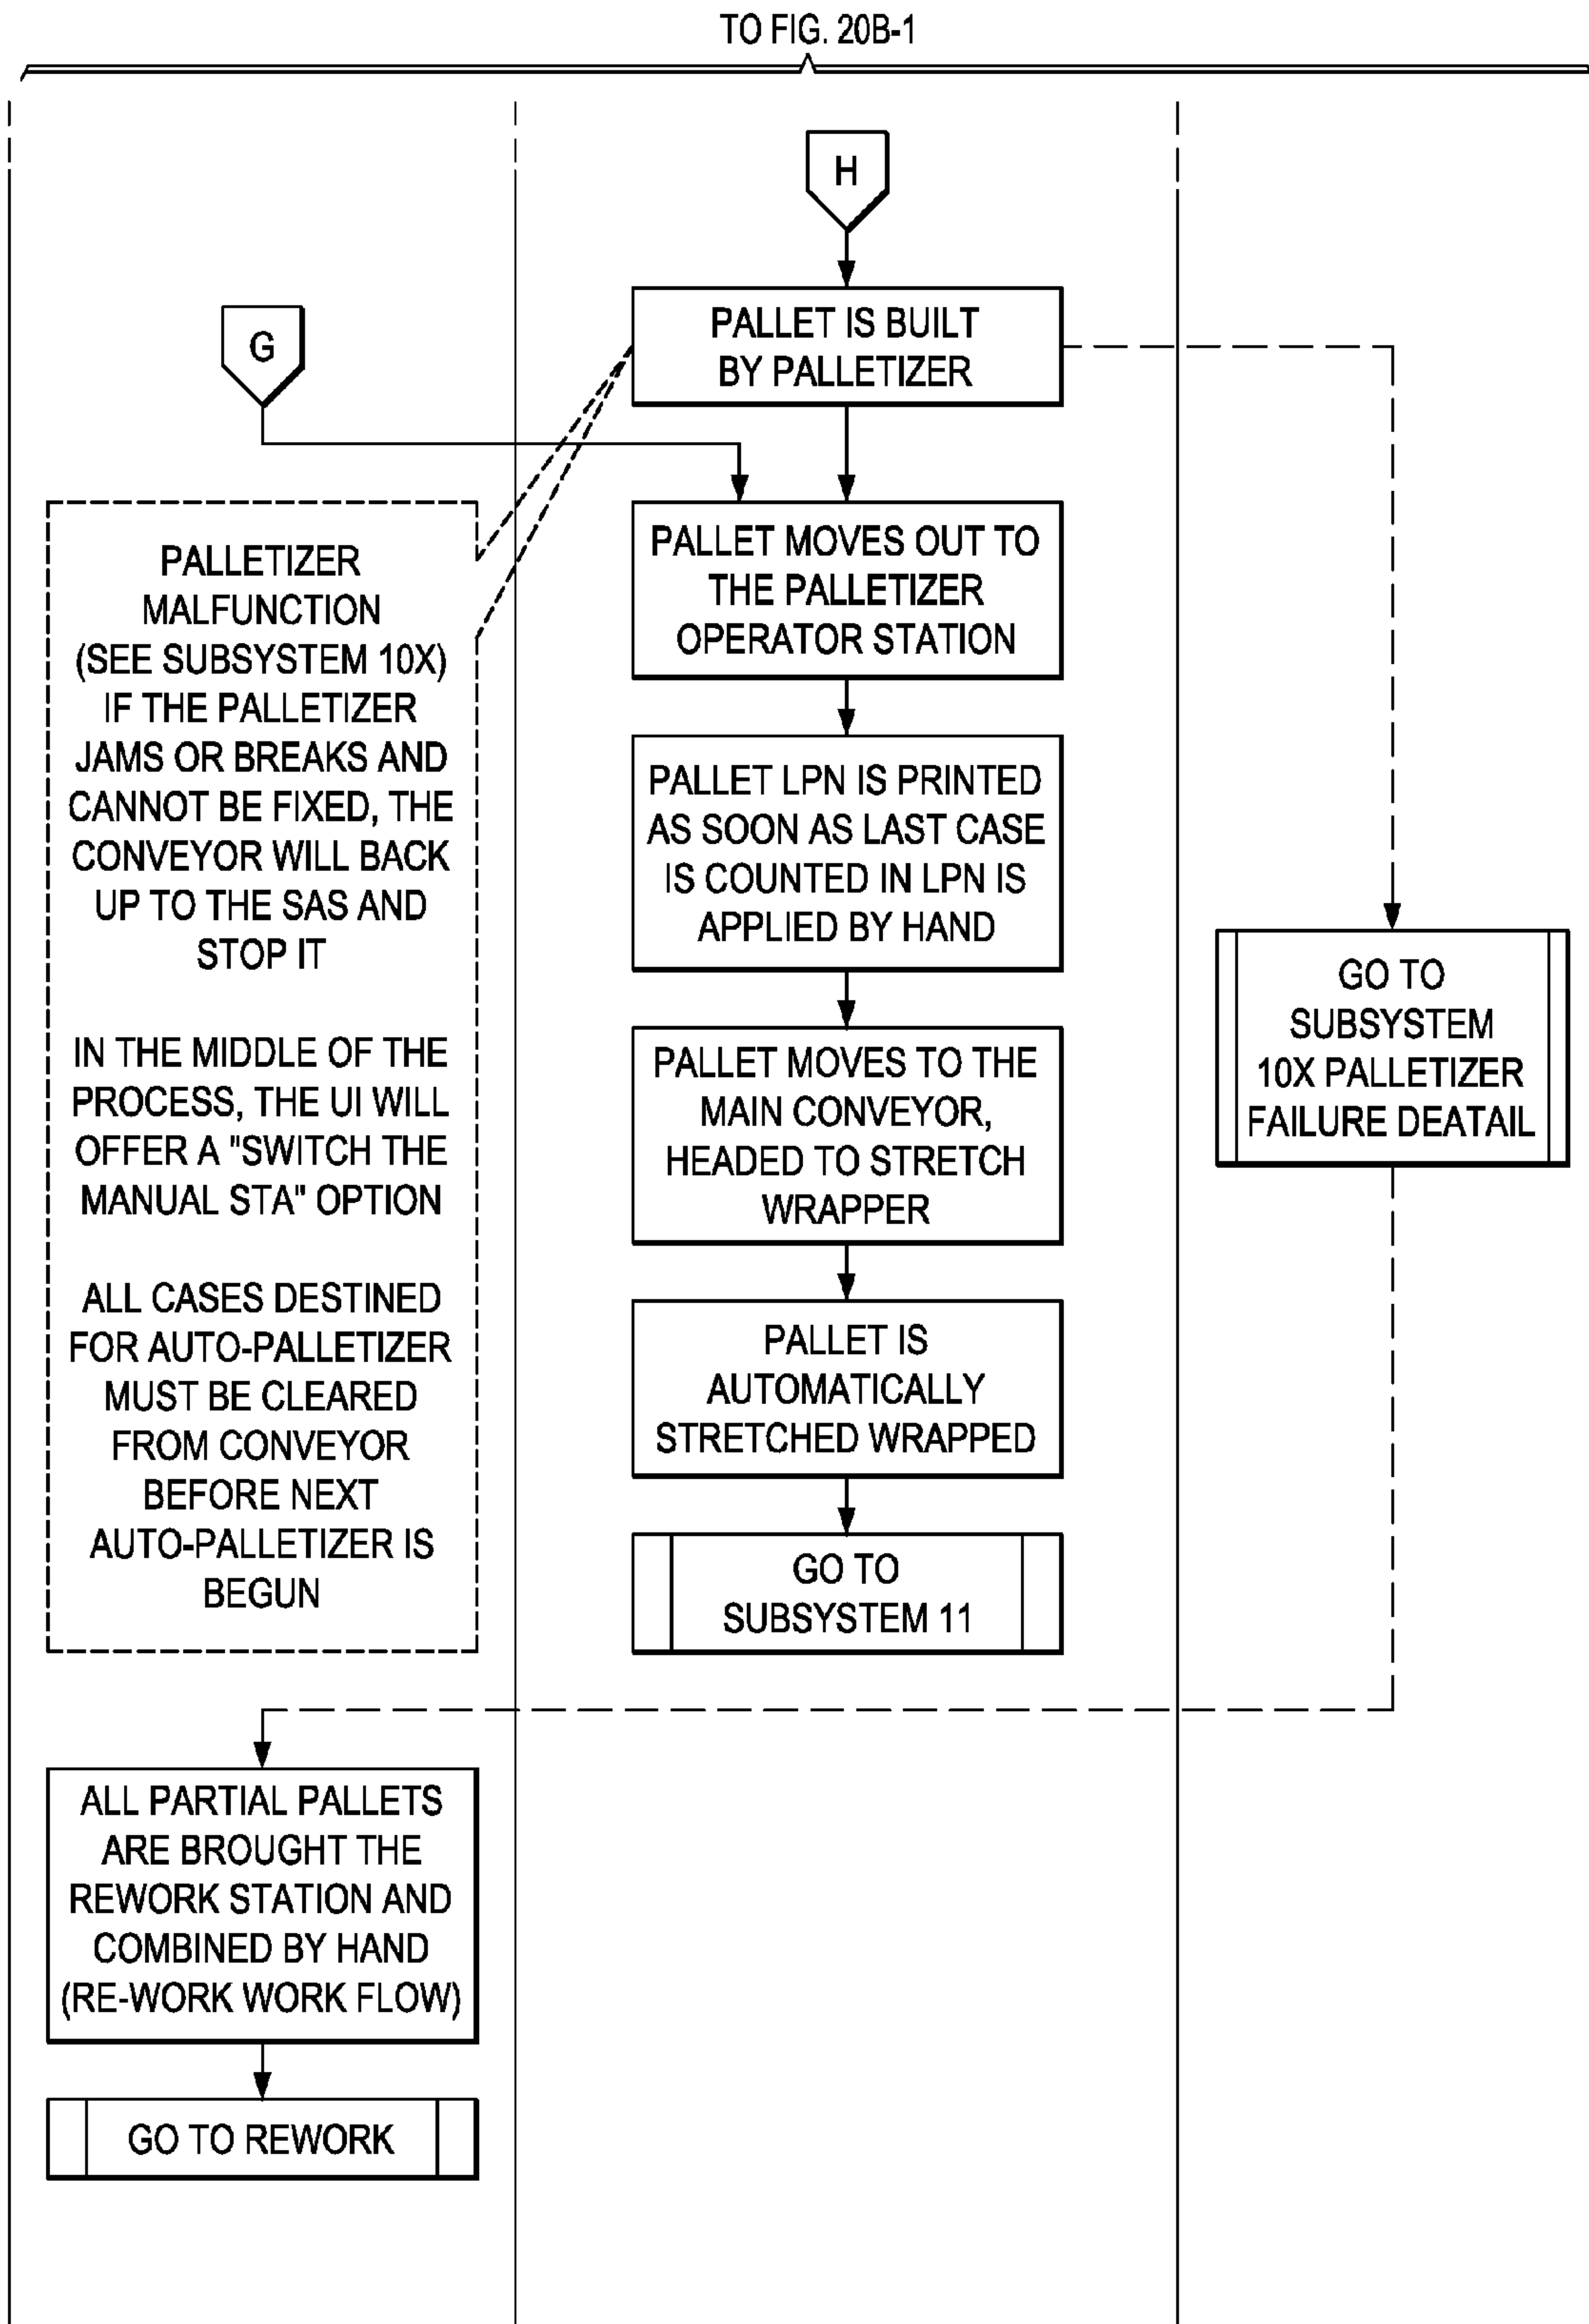 TO FIG. 20B-1
H
PALLET IS BUILT
BY PALLETIZER
G
PALLET MOVES OUT TO
THE PALLETIZER
OPERATOR STATION
PALLETIZER
MALFUNCTION
(SEE SUBSYSTEM 10X)
IF THE PALLETIZER
JAMS OR BREAKS AND
CANNOT BE FIXED, THE
CONVEYOR WILL BACK
UP TO THE SAS AND
STOP IT
IN THE MIDDLE OF THE
PROCESS, THE UI WILL
OFFER A "SWITCH THE
MANUAL STA" OPTION
ALL CASES DESTINED
FOR AUTO-PALLETIZER
MUST BE CLEARED
FROM CONVEYOR
BEFORE NEXT
AUTO-PALLETIZER IS
BEGUN
PALLET LPN IS PRINTED
AS SOON AS LAST CASE
IS COUNTED IN LPN IS
APPLIED BY HAND
PALLET MOVES TO THE
MAIN CONVEYOR,
HEADED TO STRETCH
WRAPPER
PALLET IS
AUTOMATICALLY
STRETCHED WRAPPED
GO TO
SUBSYSTEM 11
GO TO
SUBSYSTEM
10X PALLETIZER
FAILURE DEATAIL
ALL PARTIAL PALLETS
ARE BROUGHT THE
REWORK STATION AND
COMBINED BY HAND
(RE-WORK WORK FLOW)
GO TO REWORK